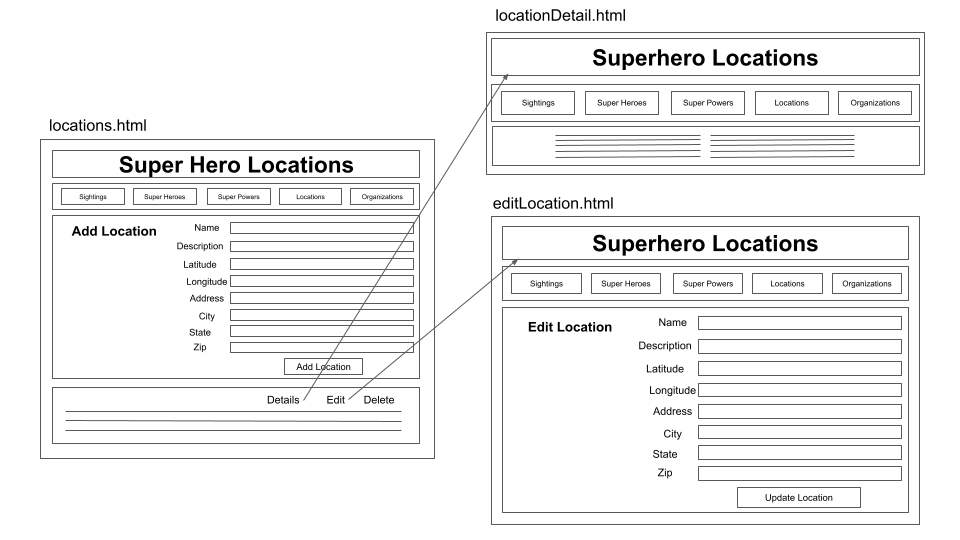 locations.html
Super Hero Locations
Sightings Super Heroes Super Powers Locations Organizations
Add Location
Name
Description
Latitude
Longitude
Address
City
State
Zip
Add Location
Details Edit Delete
locationDetail.html
Superhero Locations
Sightings Super Heroes Super Powers Locations Organizations
editLocation.html
Superhero Locations
Sightings Super Heroes Super Powers Locations Organizations
Edit Location
Name
Description
Latitude
Longitude
Address
City
State
Zip
Update Location